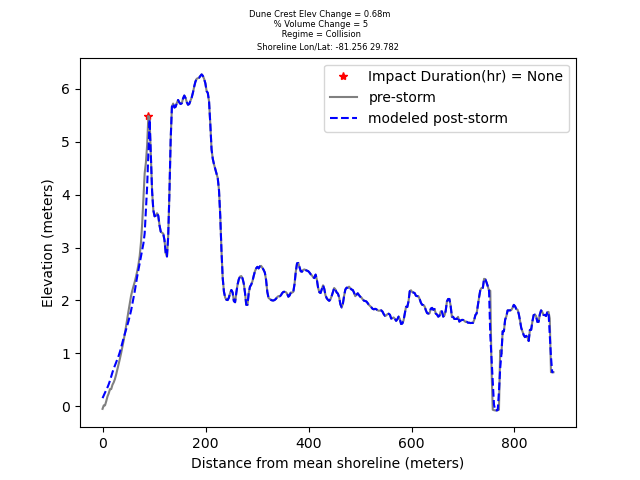 Dune Crest Elev Change = 0.68m
% Volume Change = 5
Regime = Collision
Shoreline Lon/Lat: -81.256 29.782
Impact Duration(hr) = None
pre-storm
modeled post-storm
Elevation (meters)
6
5
4
3
2
1
0
0 200 400 600 800
Distance from mean shoreline (meters)